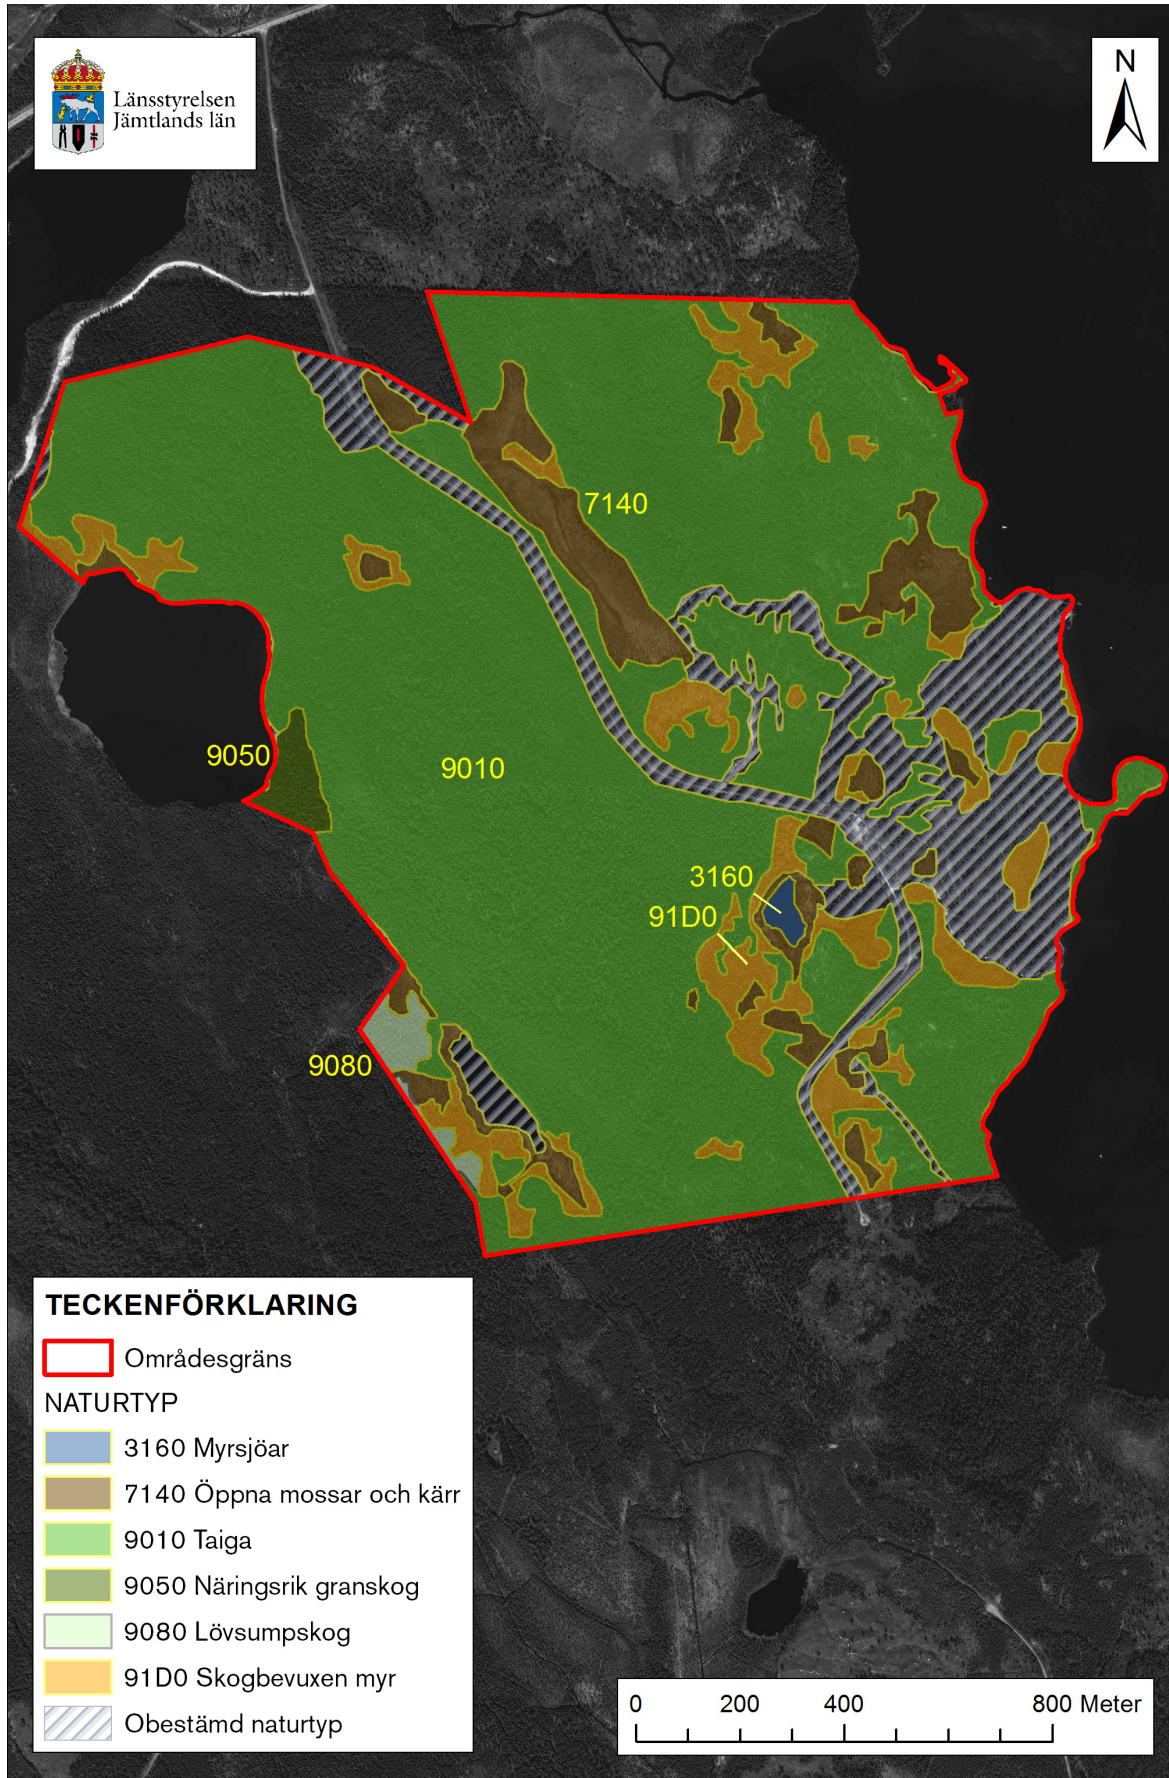 Länsstyrelsen
Jämtlands län
N
7140
9050
9010
3160
91D0
9080
TECKENFÖRKLARING
Områdesgräns
NATURTYP
3160 Myrsjöar
7140 Öppna mossar och kärr
9010 Taiga
9050 Näringsrik granskog
9080 Lövsumpskog
91D0 Skogbevuxen myr
Obestämd naturtyp
0 200 400 800 Meter